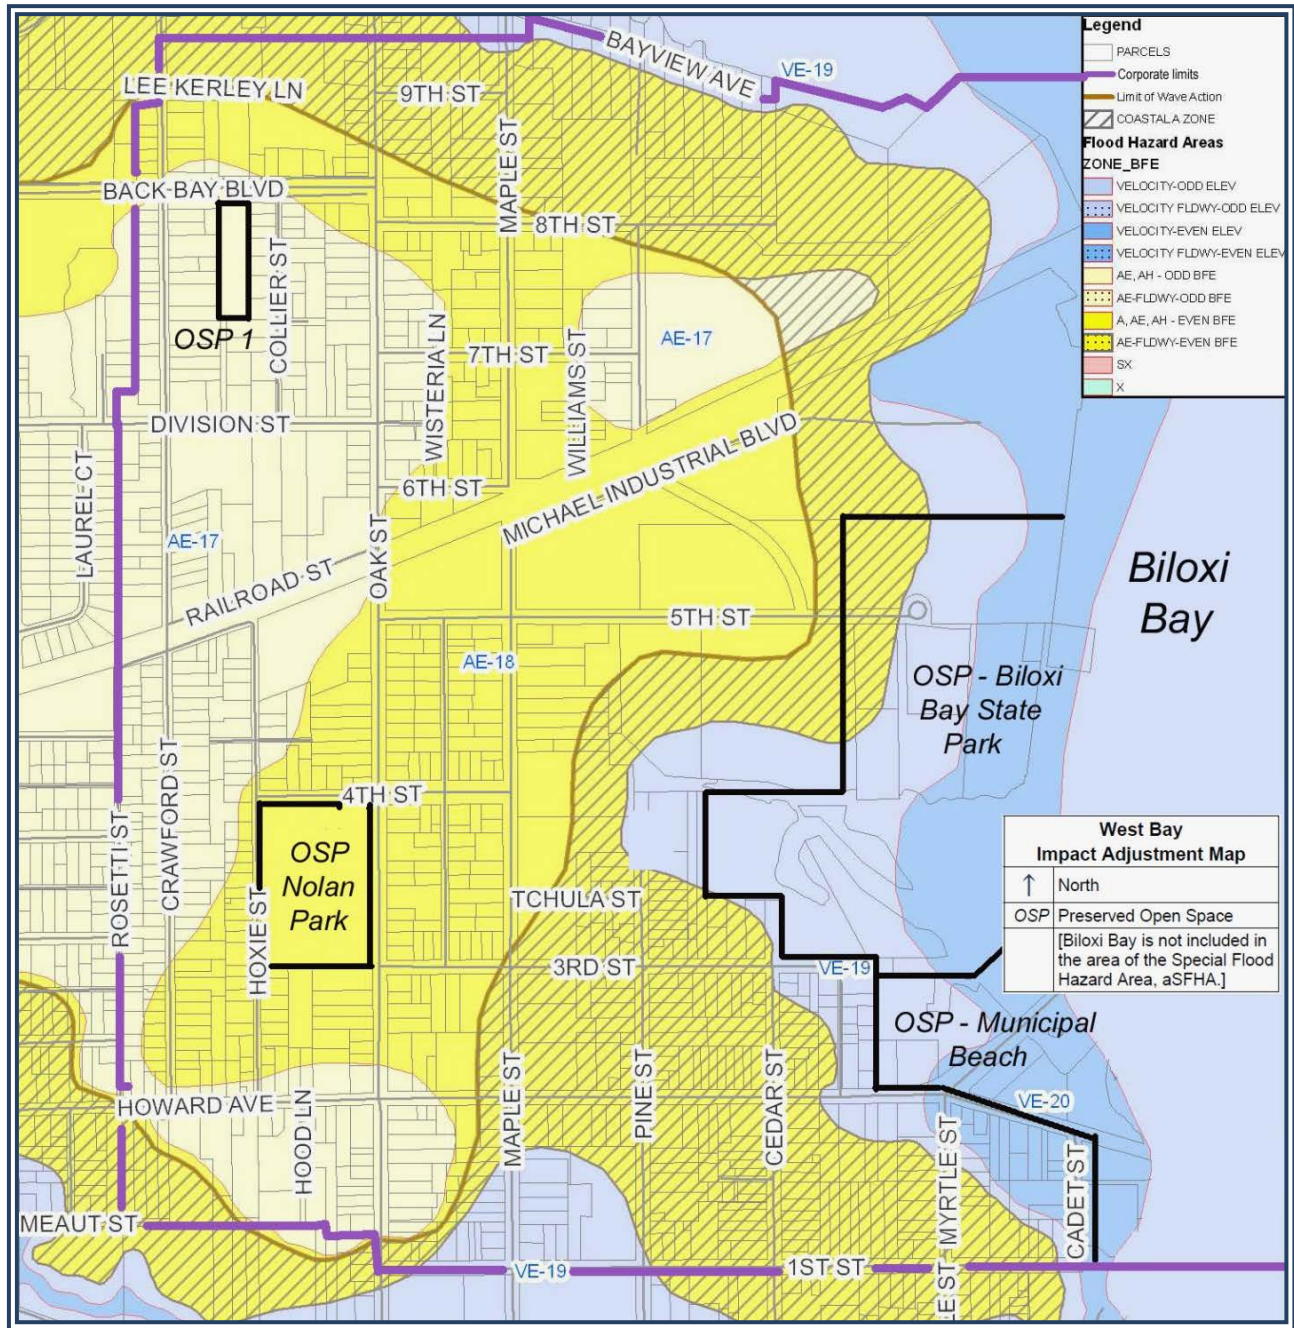 Legend
PARCELS
Corporate limits
Limit of Wave Action
COASTAL A ZONE
Flood Hazard Areas
ZONE_BFE
VELOCITY-ODD ELEV
VELOCITY FLDWY-ODD ELEV
VELOCITY-EVEN ELEV
VELOCITY FLDWY-EVEN ELEV
AE, AH - ODD BFE
AE-FLDWY-ODD BFE
A, AE, AH - EVEN BFE
AE-FLDWY-EVEN BFE
SX
X
BAYVIEW AVE
VE-19
LEE KERLEY LN
9TH ST
MAPLE ST
BACK BAY BLVD
8TH ST
COLLIER ST
OSP 1
WISTERIA LN
7TH ST
WILLIAMS ST
AE-17
DIVISION ST
MICHAEL INDUSTRIAL BLVD
LAUREL CT
6TH ST
AE-17
OAK ST
RAILROAD ST
Biloxi
Bay
5TH ST
AE-18
OSP - Biloxi
Bay State
Park
4TH ST
ROSETTI ST
CRAWFORD ST
HOXIE ST
OSP
Nolan
Park
TCHULA ST
3RD ST
VE-19
West Bay
Impact Adjustment Map
↑ North
OSP Preserved Open Space
[Biloxi Bay is not included in
the area of the Special Flood
Hazard Area, aSFHA.]
OSP - Municipal
Beach
HOWARD AVE
HOOD LN
MAPLE ST
PINE ST
CEDAR ST
MYRTLE ST
VE-20
CADET ST
MEAUT ST
VE-19
1ST ST
LE ST